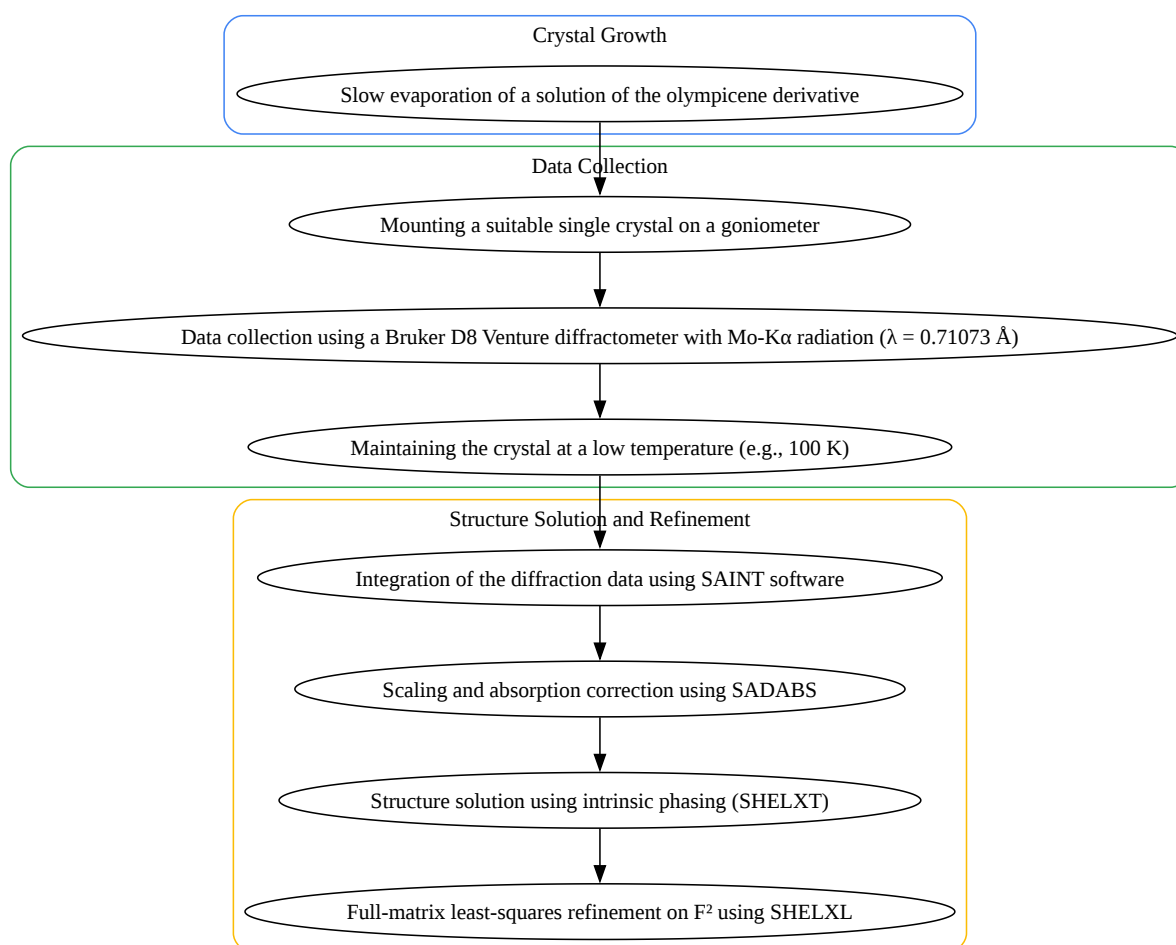 Crystal Growth
Slow evaporation of a solution of the olympicene derivative
Data Collection
Mounting a suitable single crystal on a goniometer
Data collection using a Bruker D8 Venture diffractometer with Mo-Kα radiation (λ = 0.71073 Å)
Maintaining the crystal at a low temperature (e.g., 100 K)
Structure Solution and Refinement
Integration of the diffraction data using SAINT software
Scaling and absorption correction using SADABS
Structure solution using intrinsic phasing (SHELXT)
Full-matrix least-squares refinement on F² using SHELXL